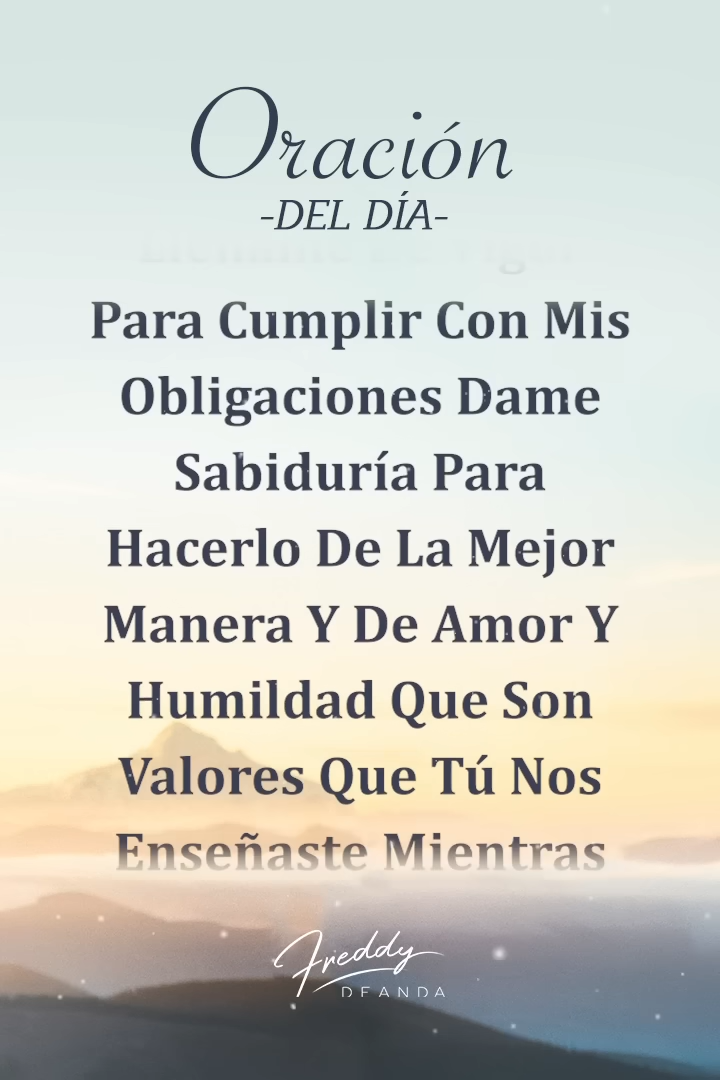 Oración
-DEL DÍA-
Para Cumplir Con Mis
Obligaciones Dame
Sabiduría Para
Hacerlo De La Mejor
Manera Y De Amor Y
Humildad Que Son
Valores Que Tú Nos
Enseñaste Mientras
Freddy
DEANDA